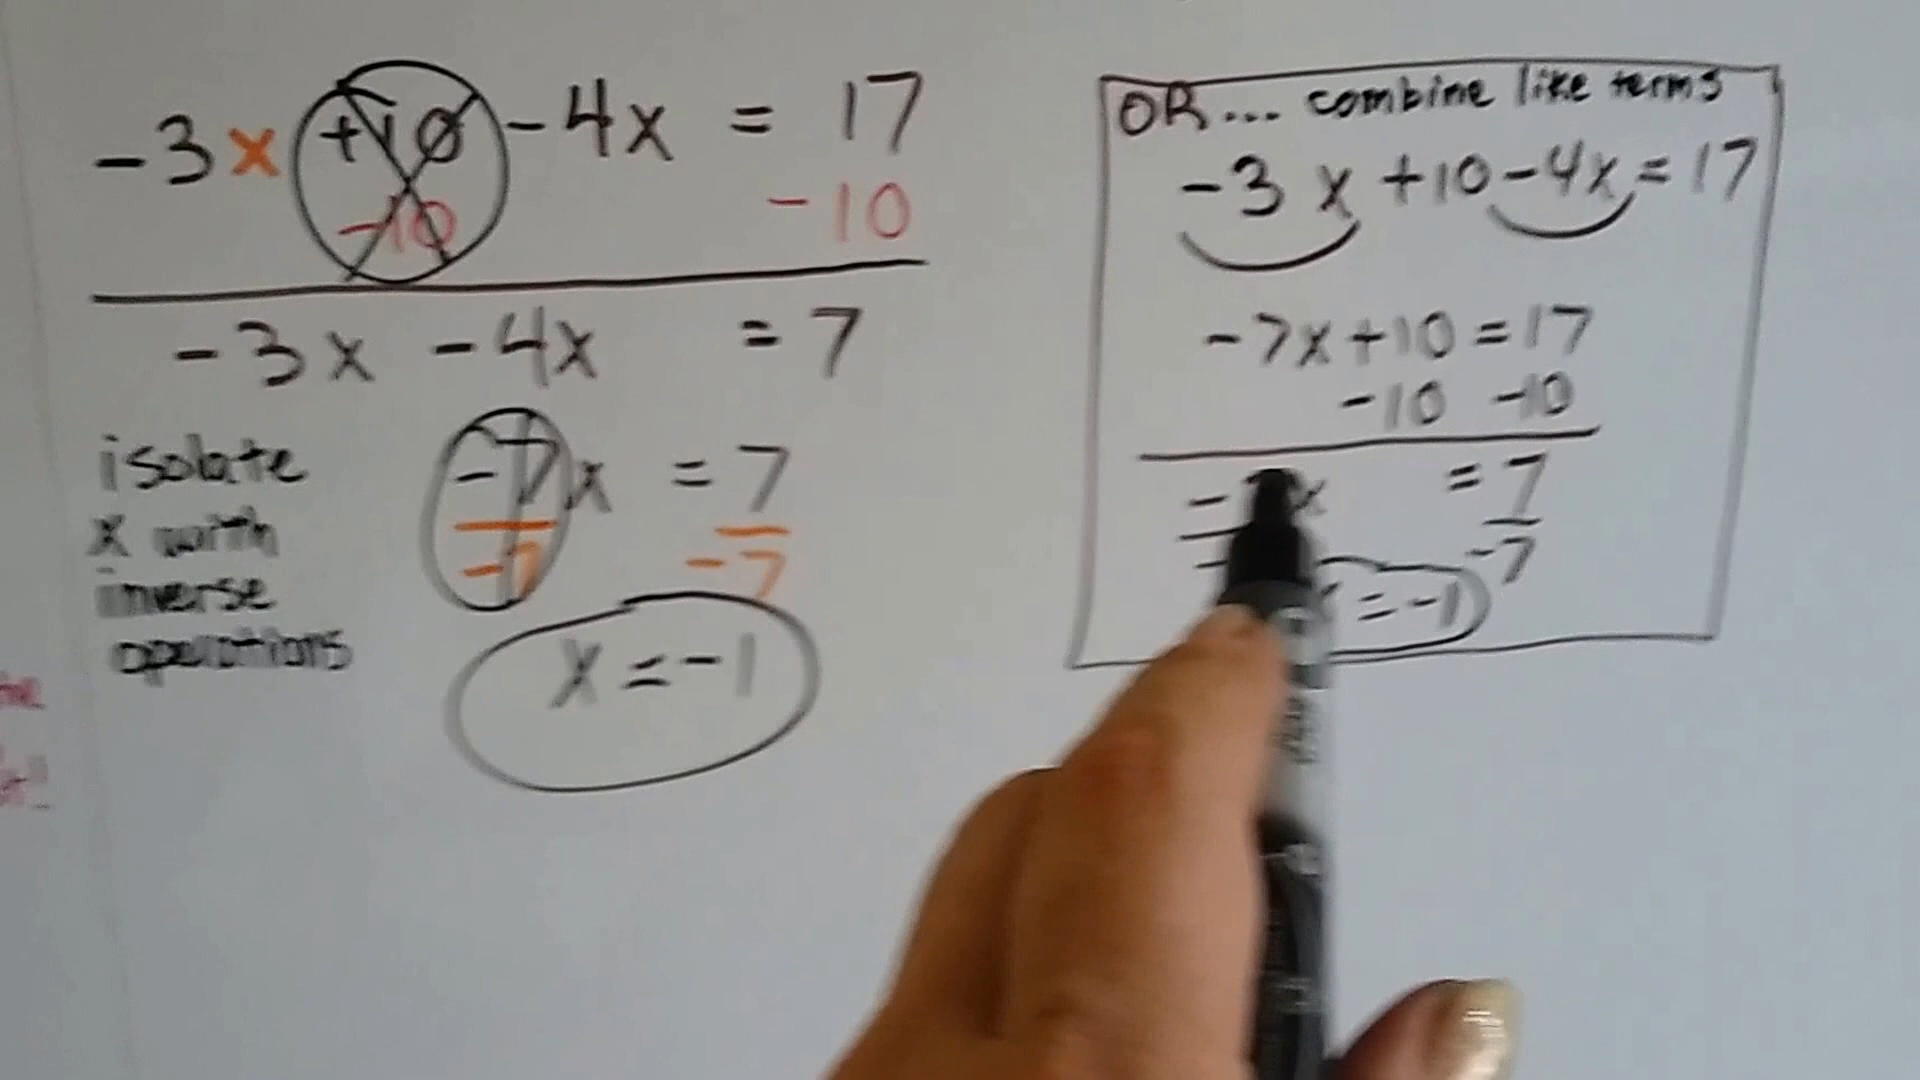 -3x +10 -4x = 17
-10 -10
-3x -4x = 7
isolate
x with
inverse
operations
-7x = 7
-7 -7
x = -1
OR.... combine like terms
-3x +10 -4x = 17
-7x +10 = 17
-10 -10
= 7
-7
= -1